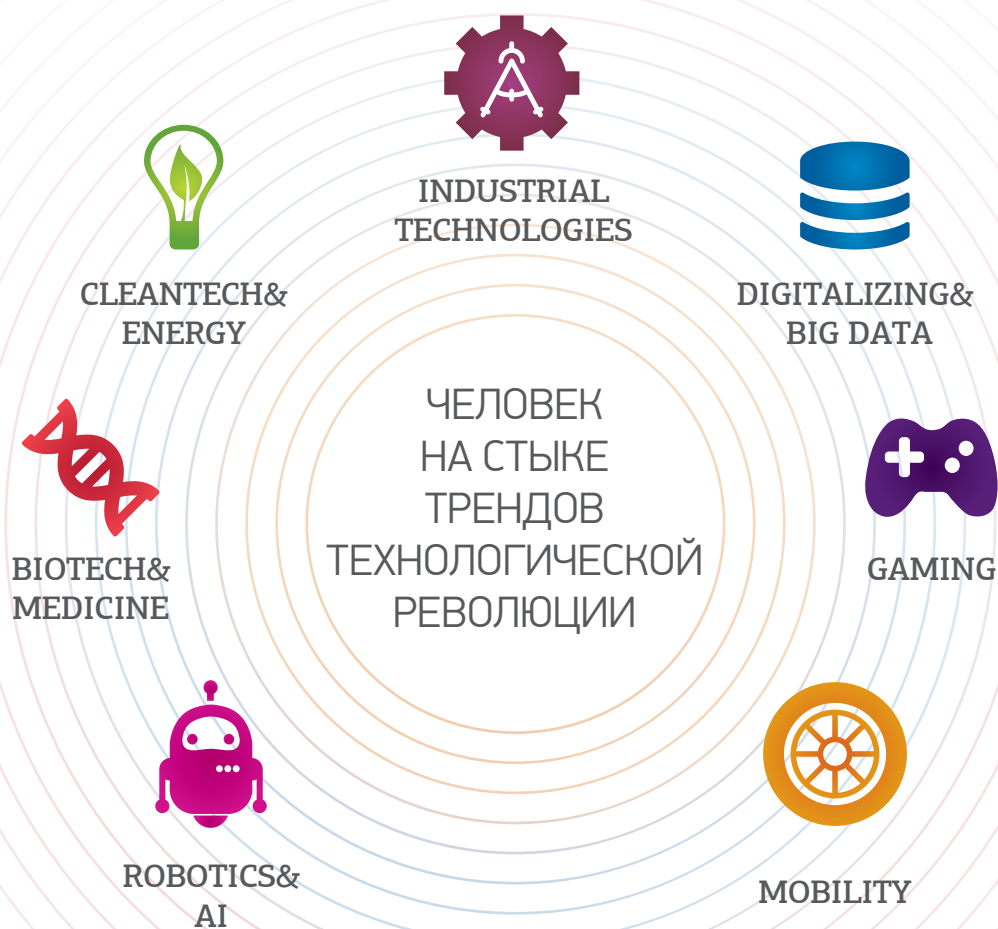 INDUSTRIAL
TECHNOLOGIES
CLEANTECH&
ENERGY
DIGITALIZING&
BIG DATA
ЧЕЛОВЕК
НА СТЫКЕ
ТРЕНДОВ
ТЕХНОЛОГИЧЕСКОЙ
РЕВОЛЮЦИИ
BIOTECH&
MEDICINE
GAMING
ROBOTICS&
AI
MOBILITY